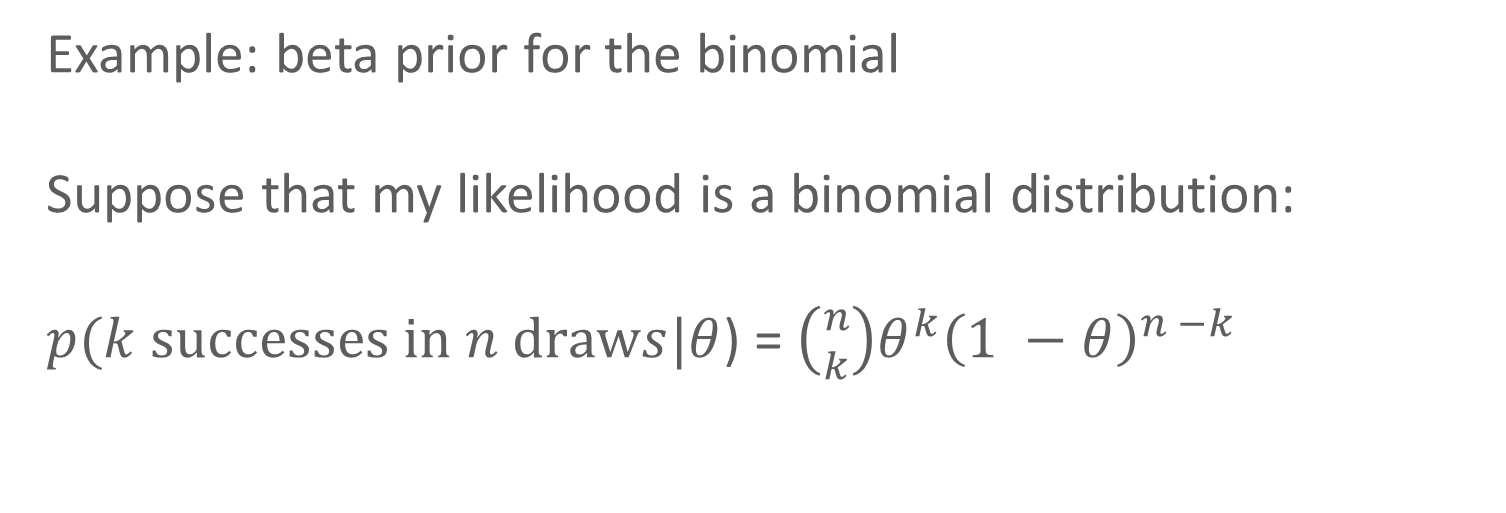 Example: beta prior for the binomial
Suppose that my likelihood is a binomial distribution:
p(k successes in n draws|θ) = (n k)θ^k(1 − θ)^{n−k}